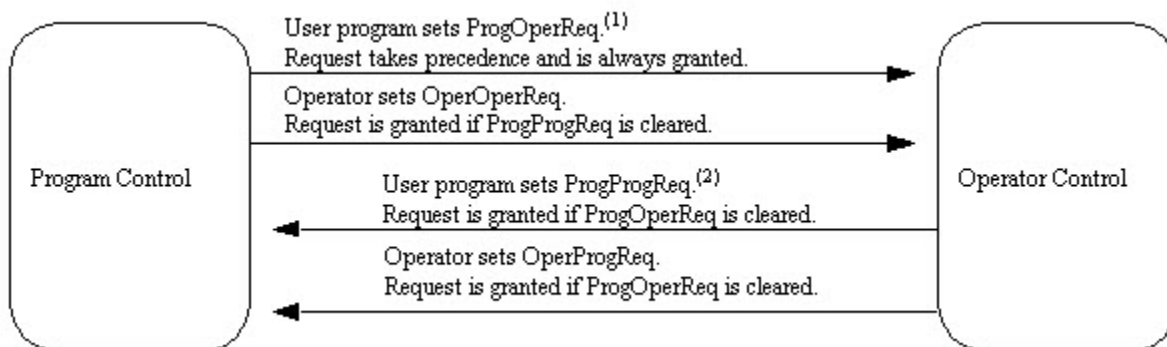 User program sets ProgOperReq.(1)
Request takes precedence and is always granted.
Operator sets OperOperReq.
Request is granted if ProgProgReq is cleared.
Program Control
User program sets ProgProgReq.(2)
Request is granted if ProgOperReq is cleared.
Operator Control
Operator sets OperProgReq.
Request is granted if ProgOperReq is cleared.